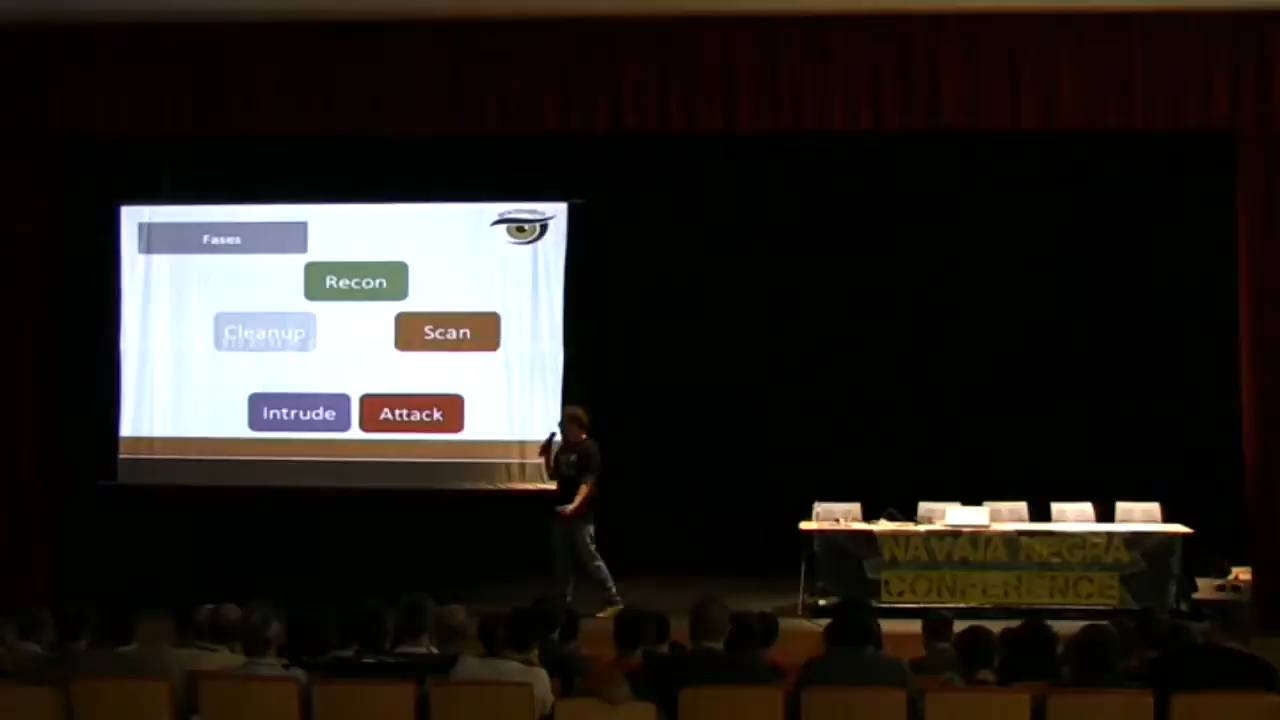 Fases
Recon
Cleanup
Scan
Intrude
Attack
NAVAJA NEGRA
CONFERENCE